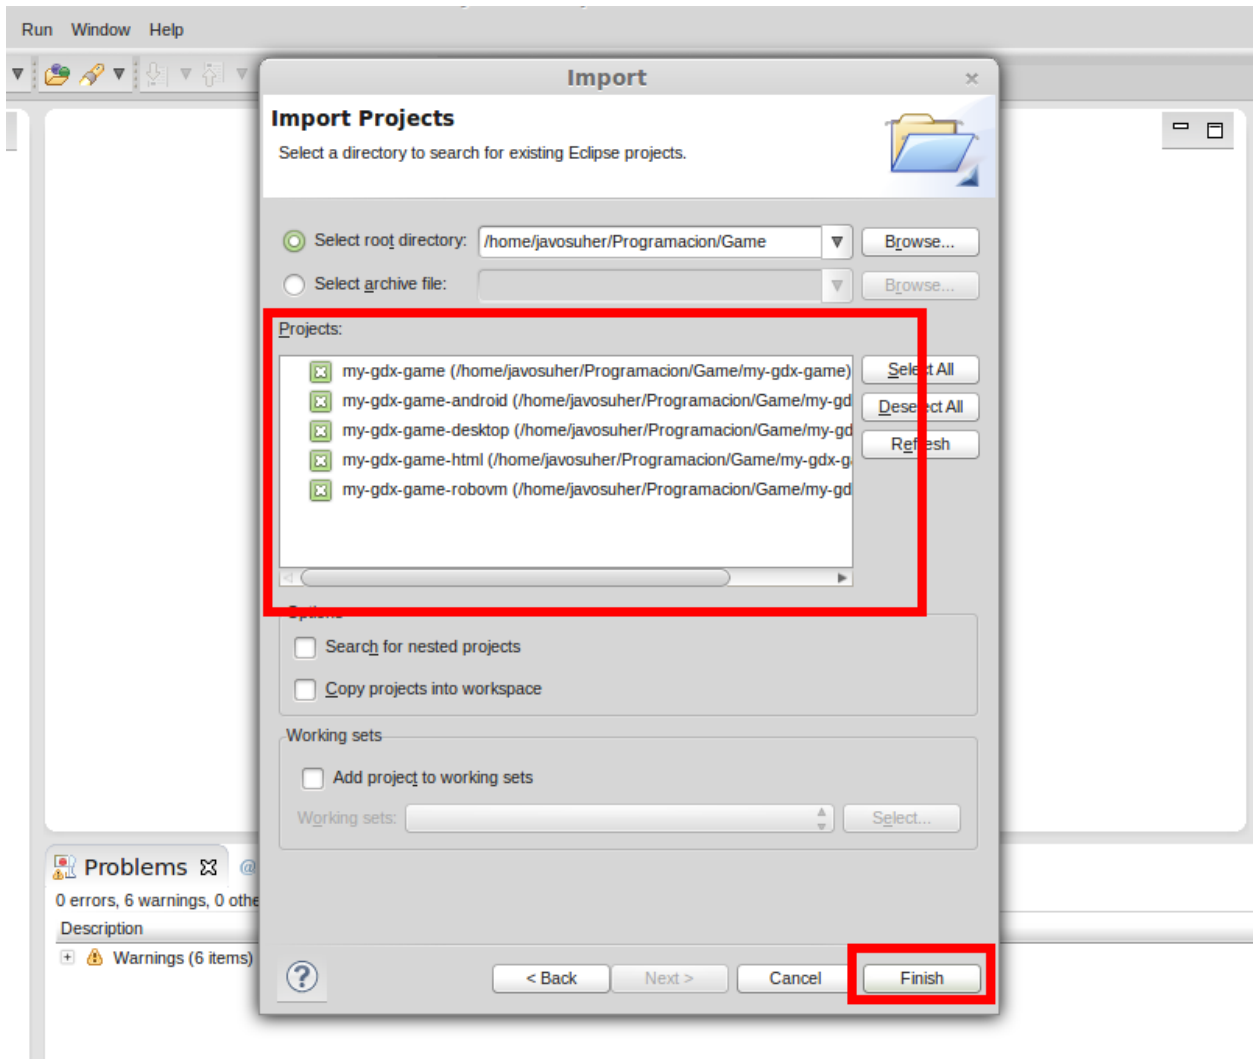 Run Window Help
Import
Import Projects
Select a directory to search for existing Eclipse projects.
Select root directory: /home/javosuher/Programacion/Game Browse...
Select archive file: Browse...
Projects:
my-gdx-game (/home/javosuher/Programacion/Game/my-gdx-game) Select All
my-gdx-game-android (/home/javosuher/Programacion/Game/my-gd Deselect All
my-gdx-game-desktop (/home/javosuher/Programacion/Game/my-gd Refresh
my-gdx-game-html (/home/javosuher/Programacion/Game/my-gdx-g
my-gdx-game-robovm (/home/javosuher/Programacion/Game/my-gd
Options
Search for nested projects
Copy projects into workspace
Working sets
Add project to working sets
Working sets: Select...
Problems @
0 errors, 6 warnings, 0 othe
Description
Warnings (6 items)
? < Back Next > Cancel Finish